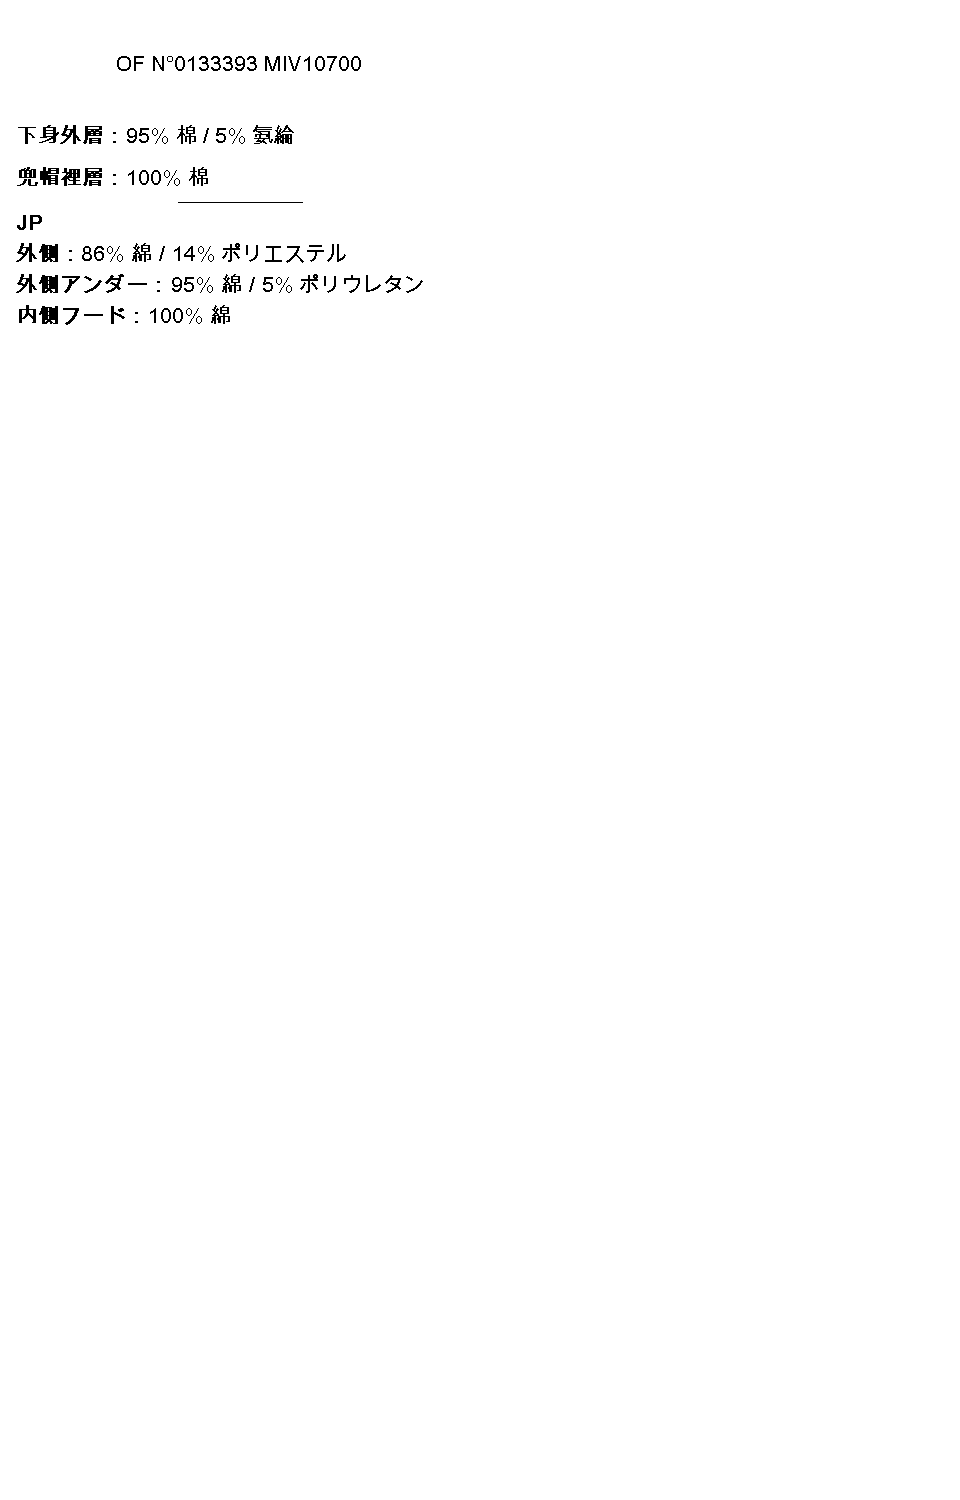 OF N°0133393 MIV10700
下身外層 : 95% 棉 / 5% 氨綸
兜帽裡層 : 100% 棉
JP
外側 : 86% 綿 / 14% ポリエステル
外側アンダー : 95% 綿 / 5% ポリウレタン
内側フード : 100% 綿